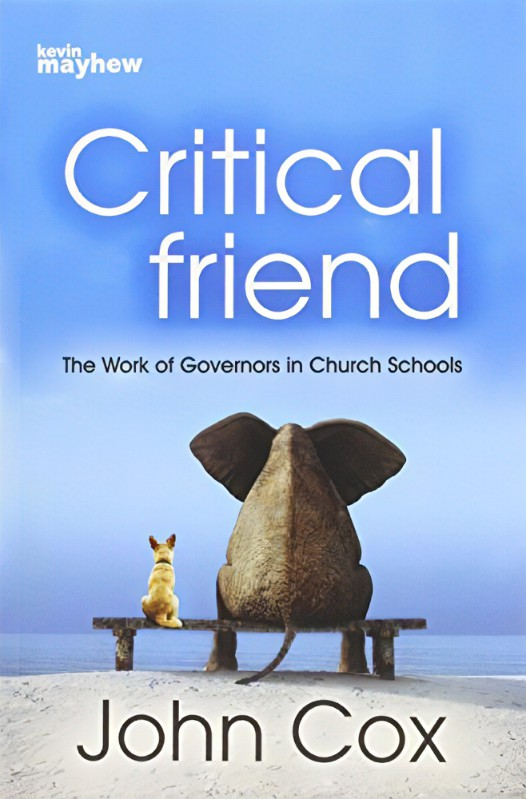 kevin
mayhew
Critical
friend
The Work of Governors in Church Schools
John Cox